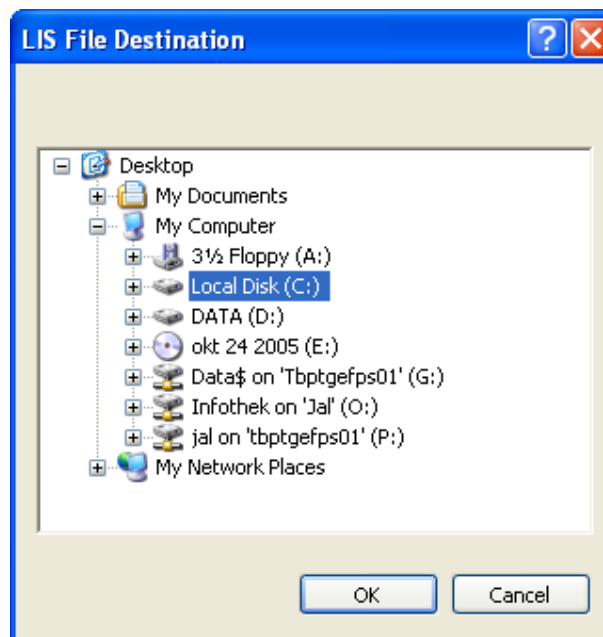 LIS File Destination
Desktop
My Documents
My Computer
3½ Floppy (A:)
Local Disk (C:)
DATA (D:)
okt 24 2005 (E:)
Data$ on 'Tbptgefps01' (G:)
Infothek on 'Jal' (O:)
jal on 'tbptgefps01' (P:)
My Network Places
OK Cancel